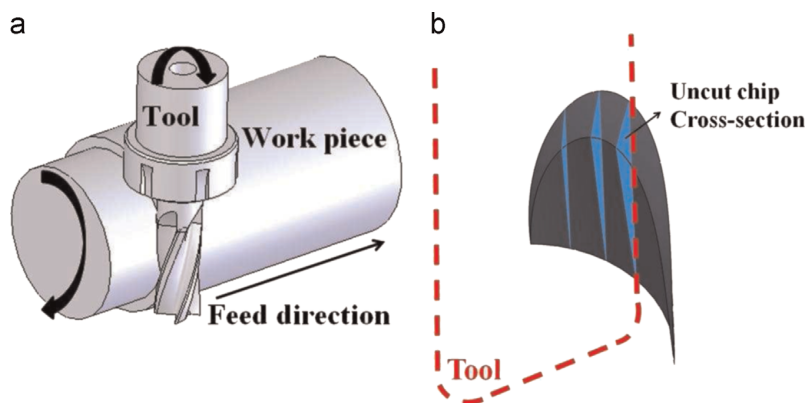 a
Tool
Work piece
Feed direction
b
Uncut chip
Cross-section
Tool